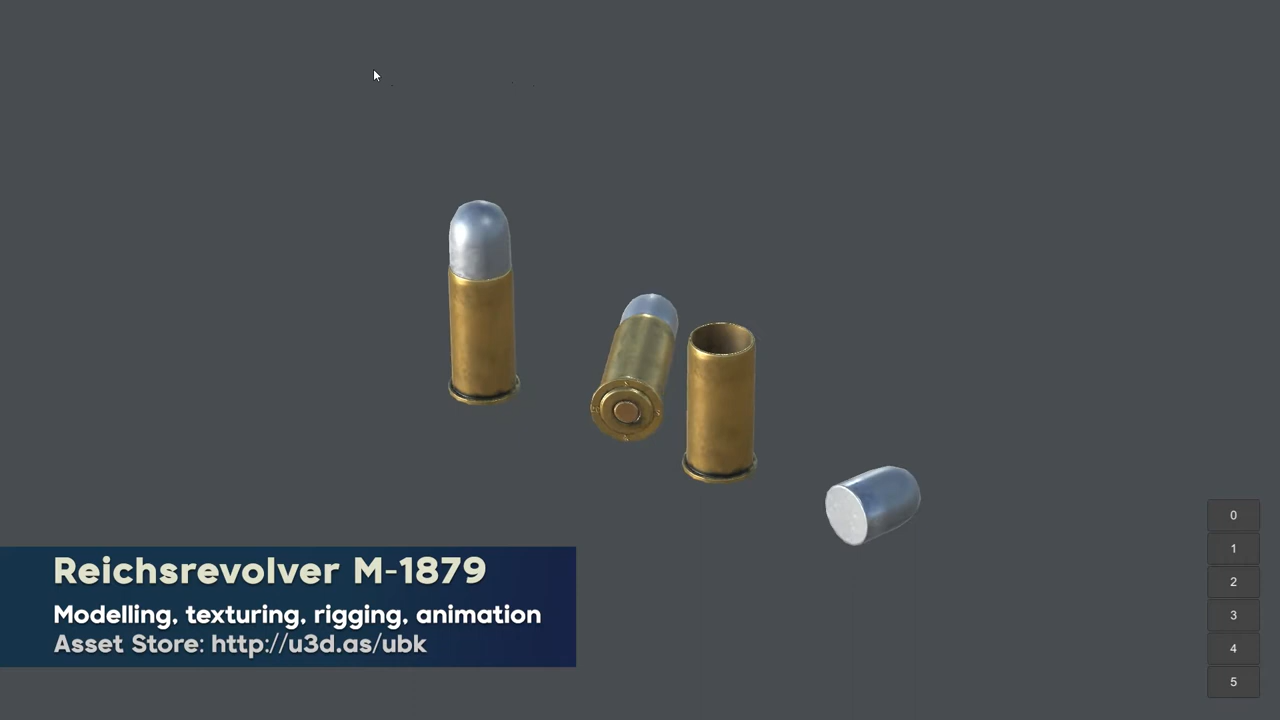 Reichsrevolver M-1879
Modelling, texturing, rigging, animation
Asset Store: http://u3d.as/ubk
0
1
2
3
4
5